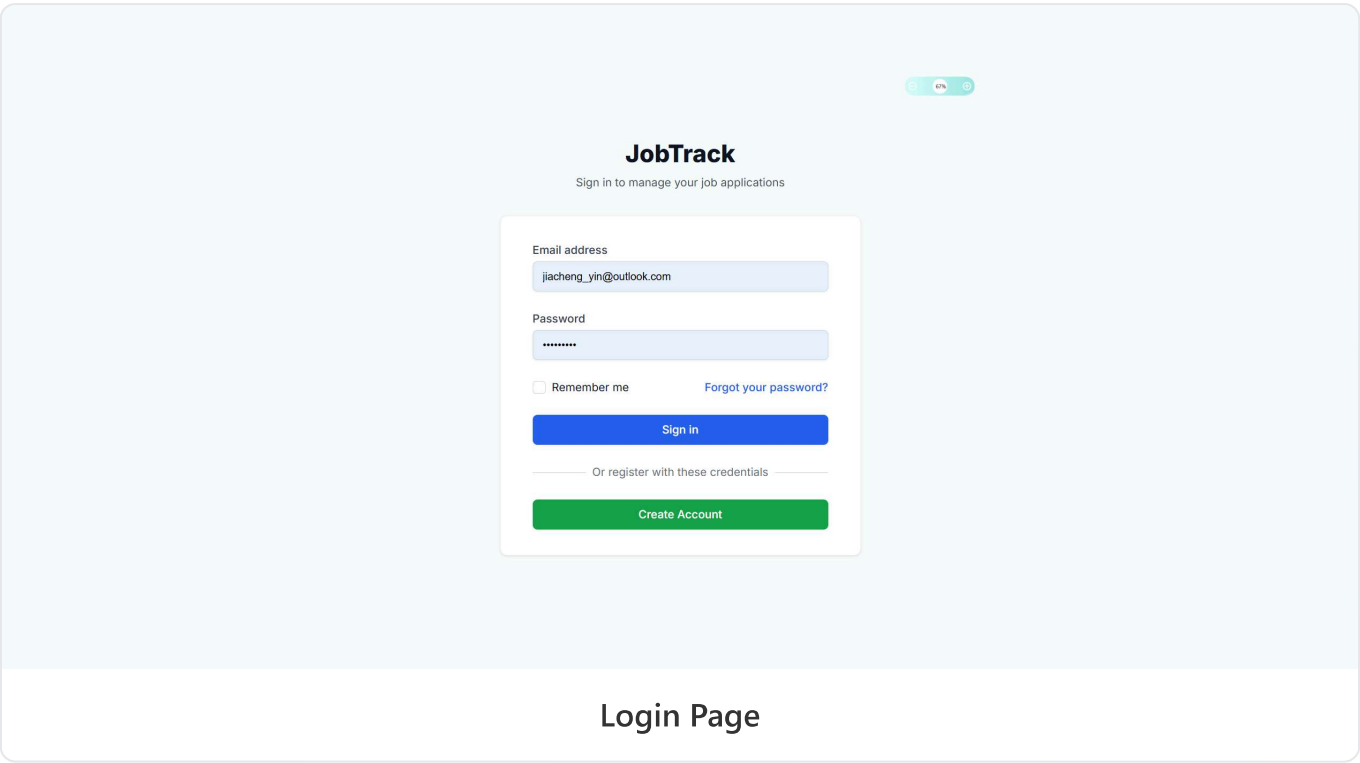 67%
JobTrack
Sign in to manage your job applications
Email address
jiacheng_yin@outlook.com
Password
•••••••••
Remember me Forgot your password?
Sign in
Or register with these credentials
Create Account
Login Page